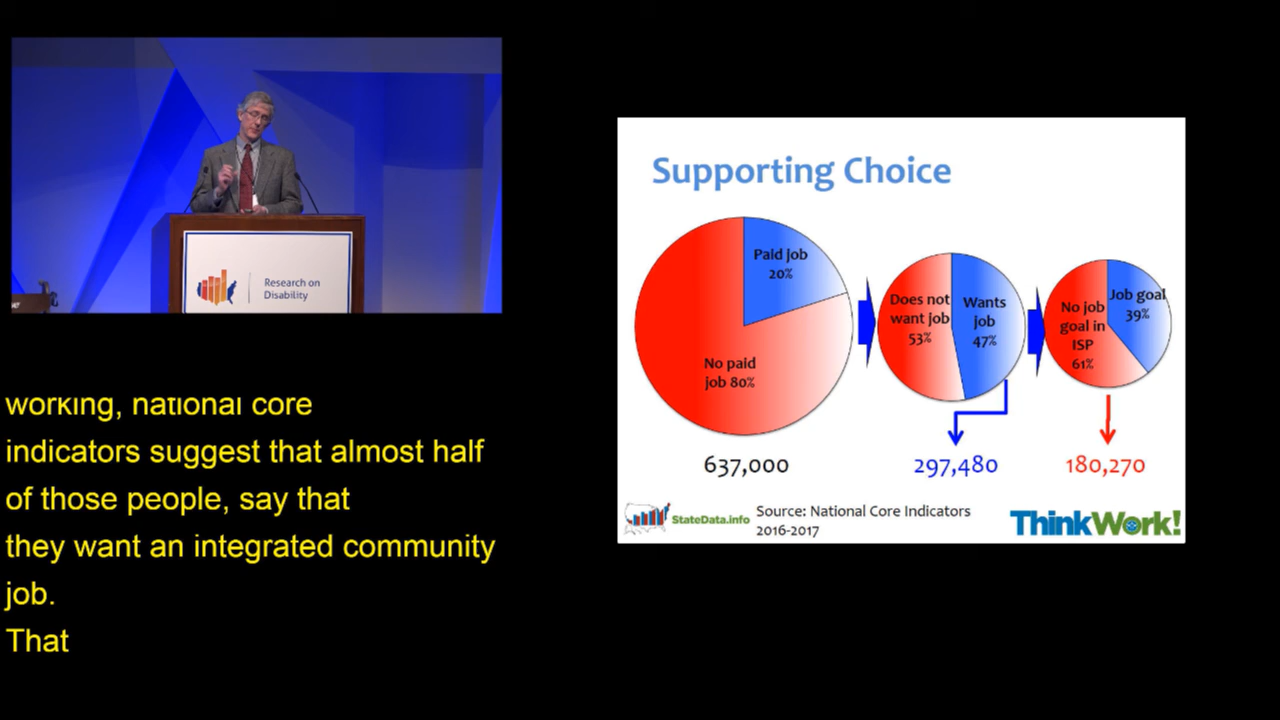 Research on
Disability
working, national core
indicators suggest that almost half
of those people, say that
they want an integrated community
job.
That
Supporting Choice
Paid job
20%
No paid
job 80%
Does not
want job
53%
Wants
job
47%
No job
goal in
ISP
61%
Job goal
39%
637,000
297,480
180,270
StateData.info
Source: National Core Indicators
2016-2017
ThinkWork!